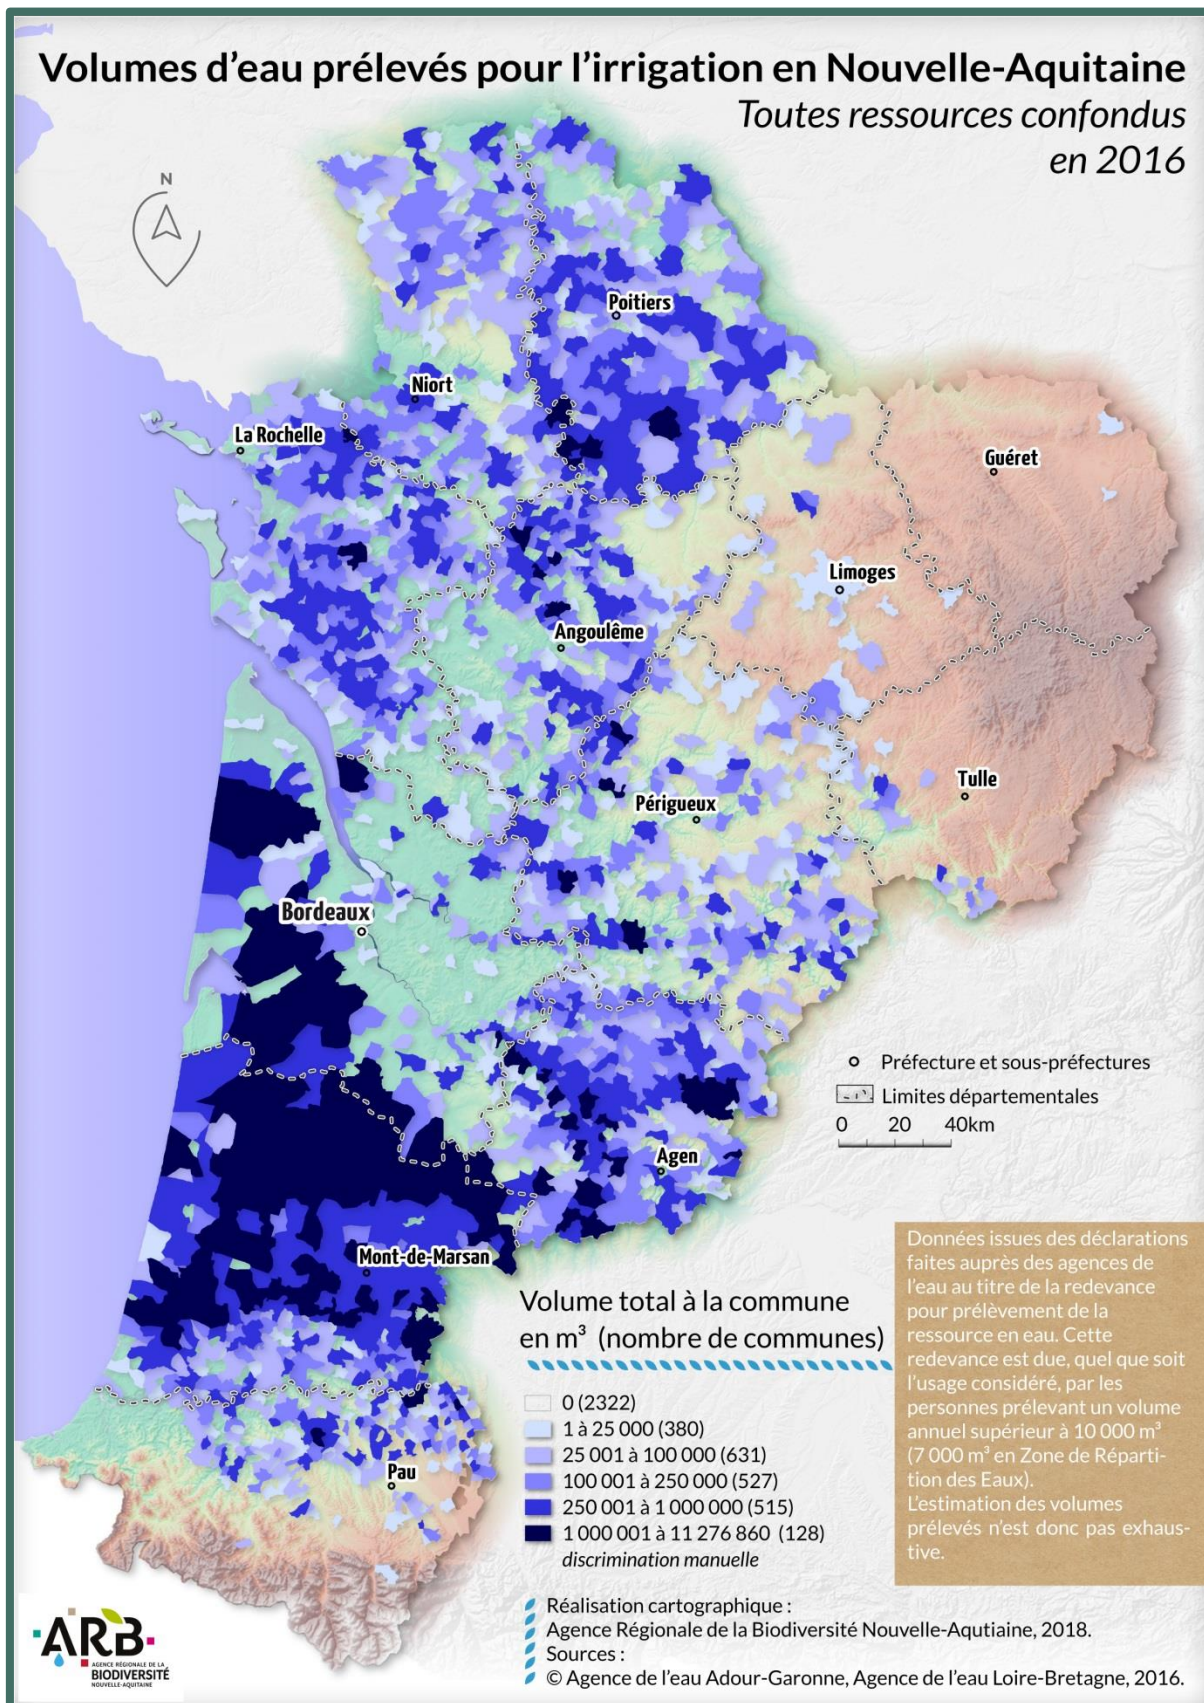 Volumes d'eau prélevés pour l'irrigation en Nouvelle-Aquitaine
Toutes ressources confondus
en 2016
N
Poitiers
Niort
La Rochelle
Guéret
Limoges
Angoulême
Tulle
Périgueux
Bordeaux
Préfecture et sous-préfectures
Limites départementales
0 20 40km
Agen
Mont-de-Marsan
Pau
Volume total à la commune
en m³ (nombre de communes)
0 (2322)
1 à 25 000 (380)
25 001 à 100 000 (631)
100 001 à 250 000 (527)
250 001 à 1 000 000 (515)
1 000 001 à 11 276 860 (128)
discrimination manuelle
Données issues des déclarations
faites auprès des agences de
l'eau au titre de la redevance
pour prélèvement de la
ressource en eau. Cette
redevance est due, quel que soit
l'usage considéré, par les
personnes prélevant un volume
annuel supérieur à 10 000 m³
(7 000 m³ en Zone de Réparti-
tion des Eaux).
L'estimation des volumes
prélevés n'est donc pas exhaus-
tive.
Réalisation cartographique :
Agence Régionale de la Biodiversité Nouvelle-Aqutiaine, 2018.
Sources :
© Agence de l'eau Adour-Garonne, Agence de l'eau Loire-Bretagne, 2016.
ARB
AGENCE RÉGIONALE DE LA
BIODIVERSITÉ
NOUVELLE-AQUITAINE